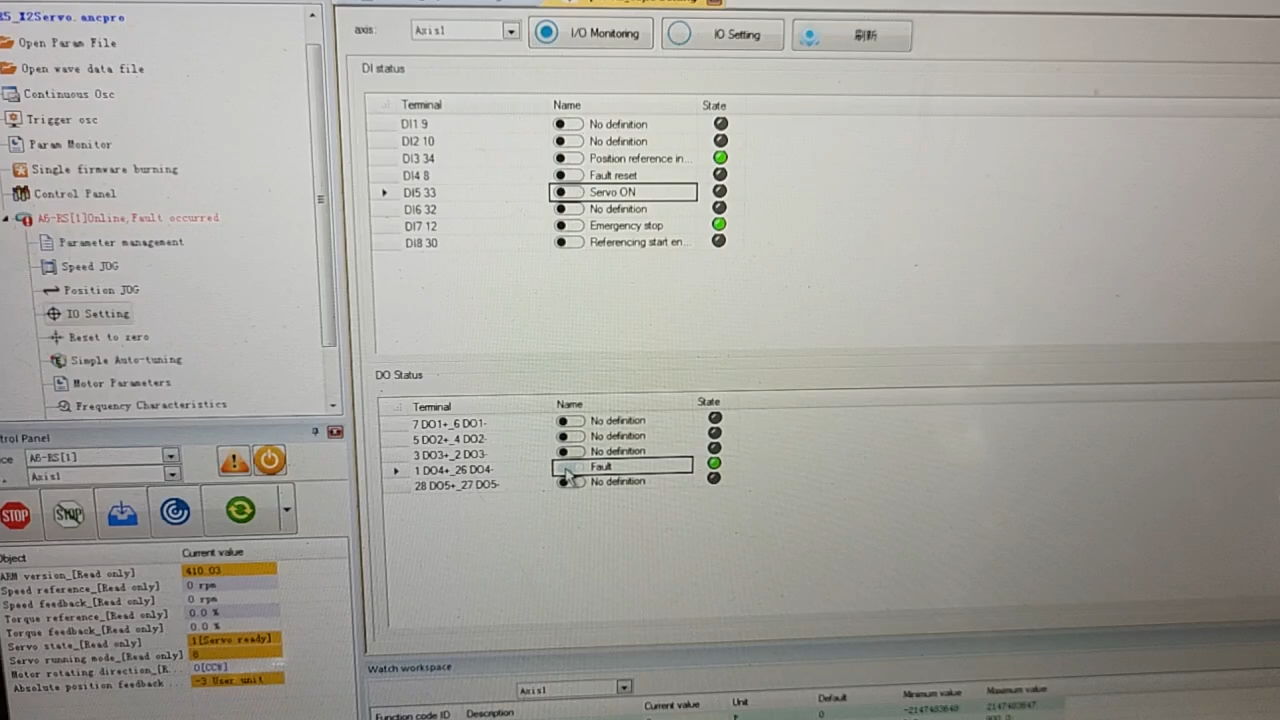 RS_I2Servo.ancpro
Open Param File
Open wave data file
Continuous Osc
Trigger osc
Param Monitor
Single firmware burning
Control Panel
A6-RS[1]Online,Fault occurred
Parameter management
Speed JOG
Position JOG
IO Setting
Reset to zero
Simple Auto-tuning
Motor Parameters
Frequency Characteristics
trol Panel
ce A6-RS[1]
Axis1
STOP STOP
Object Current value
ARM version_[Read only] 410.03
Speed reference_[Read only] 0 rpm
Speed feedback_[Read only] 0 rpm
Torque reference_[Read only] 0.0 %
Torque feedback_[Read only] 0.0 %
Servo state_[Read only] 1[Servo ready]
Servo running mode_[Read only]
Motor rotating direction_[R... 0[CCW]
Absolute position feedback ... -3 User unit
axis: Axis1 I/O Monitoring IO Setting 刷新
DI status
Terminal Name State
DI1 9 No definition
DI2 10 No definition
DI3 34 Position reference in...
DI4 8 Fault reset
DI5 33 Servo ON
DI6 32 No definition
DI7 12 Emergency stop
DI8 30 Referencing start en...
DO Status
Terminal Name State
7 DO1+_6 DO1- No definition
5 DO2+_4 DO2- No definition
3 DO3+_2 DO3- No definition
1 DO4+_26 DO4- Fault
28 DO5+_27 DO5- No definition
Watch workspace
Axis1
Function code ID Description Current value Unit Default Minimum value Maximum value
0 -2147483648 2147483647